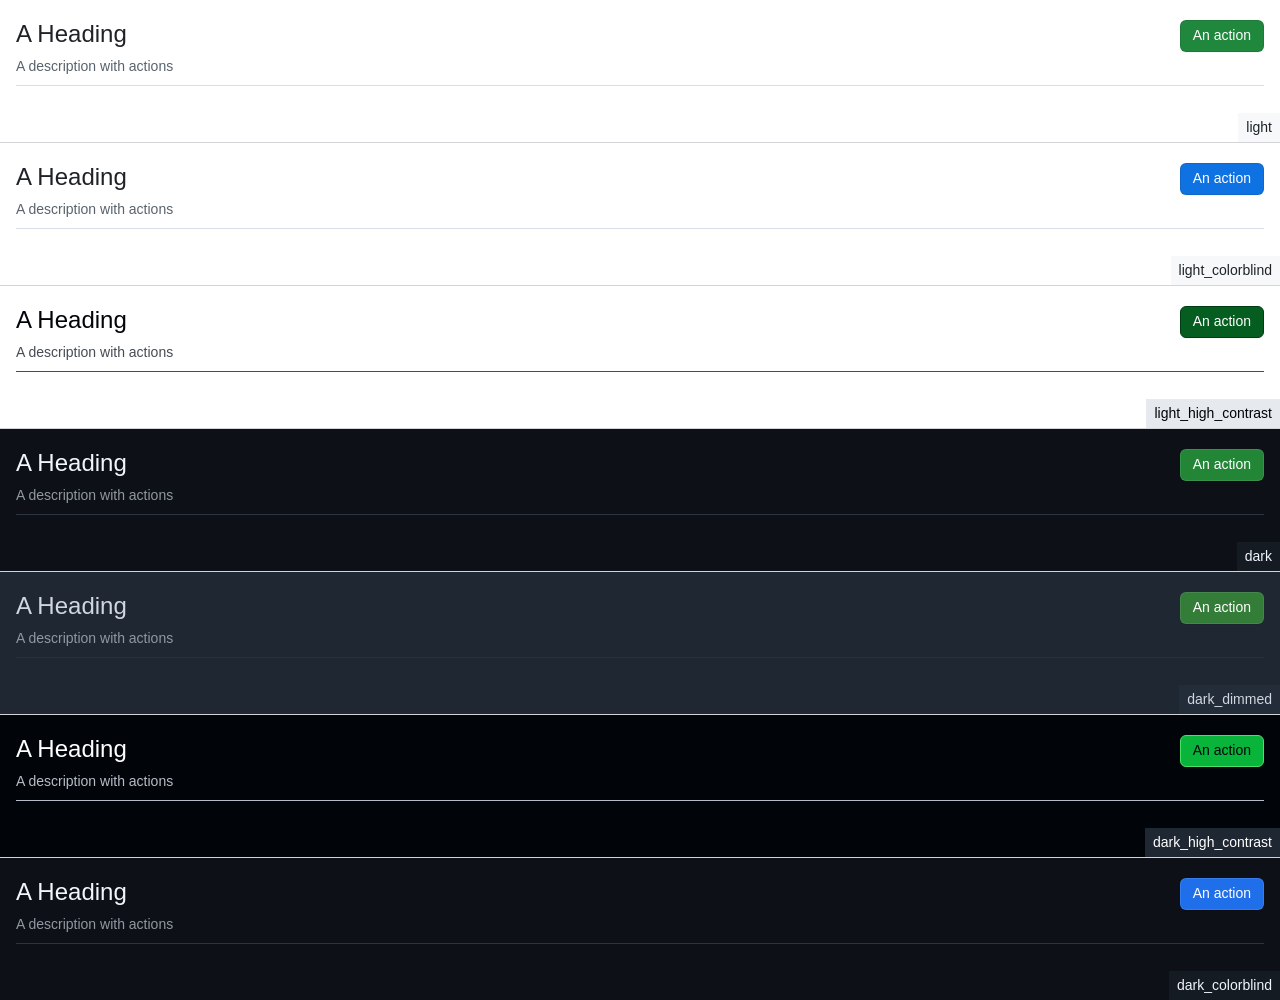 A Heading
An action
A description with actions
light
A Heading
An action
A description with actions
light_colorblind
A Heading
An action
A description with actions
light_high_contrast
A Heading
An action
A description with actions
dark
A Heading
An action
A description with actions
dark_dimmed
A Heading
An action
A description with actions
dark_high_contrast
A Heading
An action
A description with actions
dark_colorblind